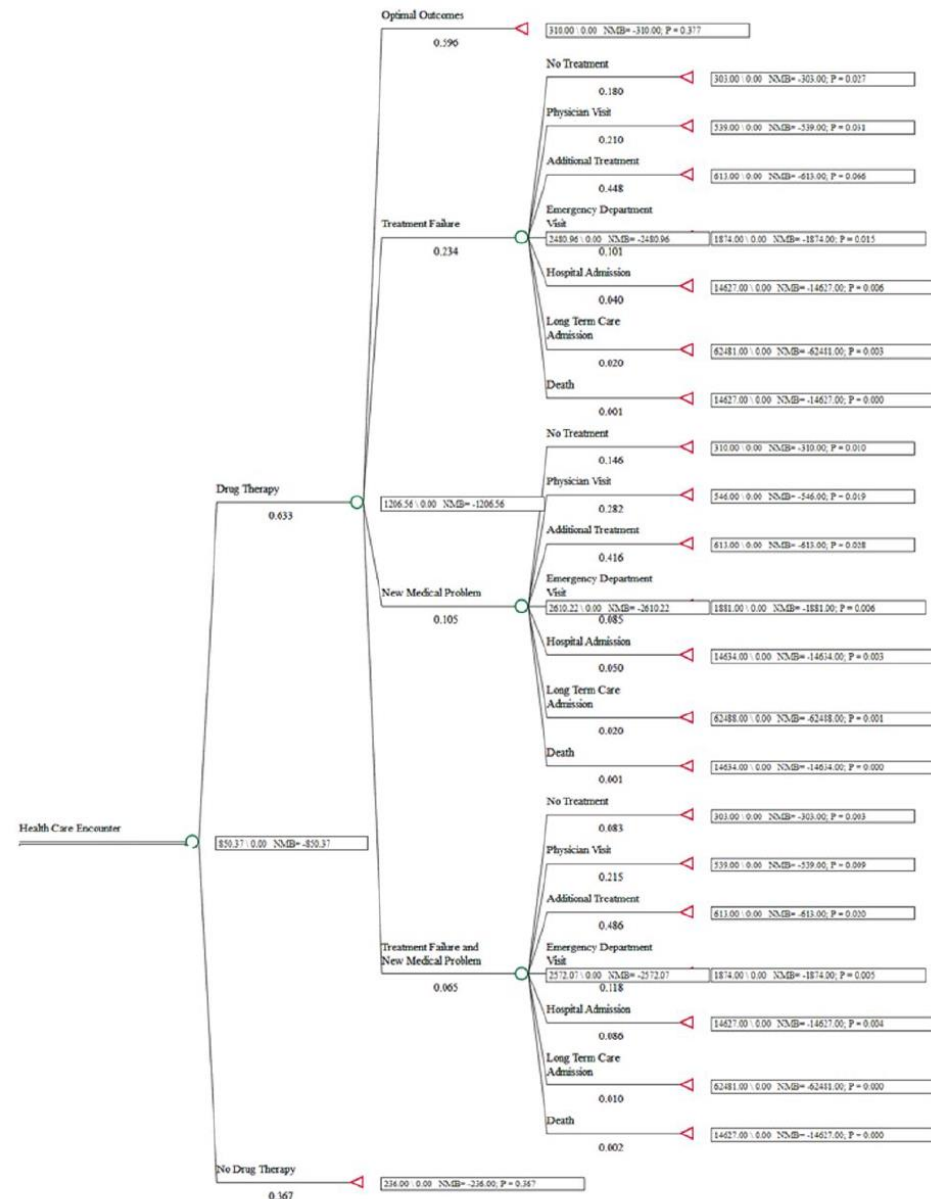 Optimal Outcomes
0.596
310.00 \ 0.00 NMB= -310.00; P = 0.377
No Treatment
0.180
303.00 \ 0.00 NMB= -303.00; P = 0.027
Physician Visit
0.210
539.00 \ 0.00 NMB= -539.00; P = 0.031
Additional Treatment
0.448
613.00 \ 0.00 NMB= -613.00; P = 0.066
Treatment Failure
0.234
Emergency Department
Visit
2480.96 \ 0.00 NMB= -2480.96
0.101
1874.00 \ 0.00 NMB= -1874.00; P = 0.015
Hospital Admission
0.040
14627.00 \ 0.00 NMB= -14627.00; P = 0.006
Long Term Care
Admission
0.020
62481.00 \ 0.00 NMB= -62481.00; P = 0.003
Death
0.001
14627.00 \ 0.00 NMB= -14627.00; P = 0.000
No Treatment
0.146
310.00 \ 0.00 NMB= -310.00; P = 0.010
Physician Visit
0.282
546.00 \ 0.00 NMB= -546.00; P = 0.019
Drug Therapy
0.633
1206.56 \ 0.00 NMB= -1206.56
Additional Treatment
0.416
613.00 \ 0.00 NMB= -613.00; P = 0.028
New Medical Problem
0.105
Emergency Department
Visit
2610.22 \ 0.00 NMB= -2610.22
0.085
1881.00 \ 0.00 NMB= -1881.00; P = 0.006
Hospital Admission
0.050
14634.00 \ 0.00 NMB= -14634.00; P = 0.003
Long Term Care
Admission
0.020
62488.00 \ 0.00 NMB= -62488.00; P = 0.001
Death
0.001
14634.00 \ 0.00 NMB= -14634.00; P = 0.000
Health Care Encounter
850.37 \ 0.00 NMB= -850.37
No Treatment
0.083
303.00 \ 0.00 NMB= -303.00; P = 0.003
Physician Visit
0.215
539.00 \ 0.00 NMB= -539.00; P = 0.009
Additional Treatment
0.486
613.00 \ 0.00 NMB= -613.00; P = 0.020
Treatment Failure and
New Medical Problem
0.065
Emergency Department
Visit
2572.07 \ 0.00 NMB= -2572.07
0.118
1874.00 \ 0.00 NMB= -1874.00; P = 0.005
Hospital Admission
0.086
14627.00 \ 0.00 NMB= -14627.00; P = 0.004
Long Term Care
Admission
0.010
62481.00 \ 0.00 NMB= -62481.00; P = 0.000
Death
0.002
14627.00 \ 0.00 NMB= -14627.00; P = 0.000
No Drug Therapy
0.367
236.00 \ 0.00 NMB= -236.00; P = 0.367